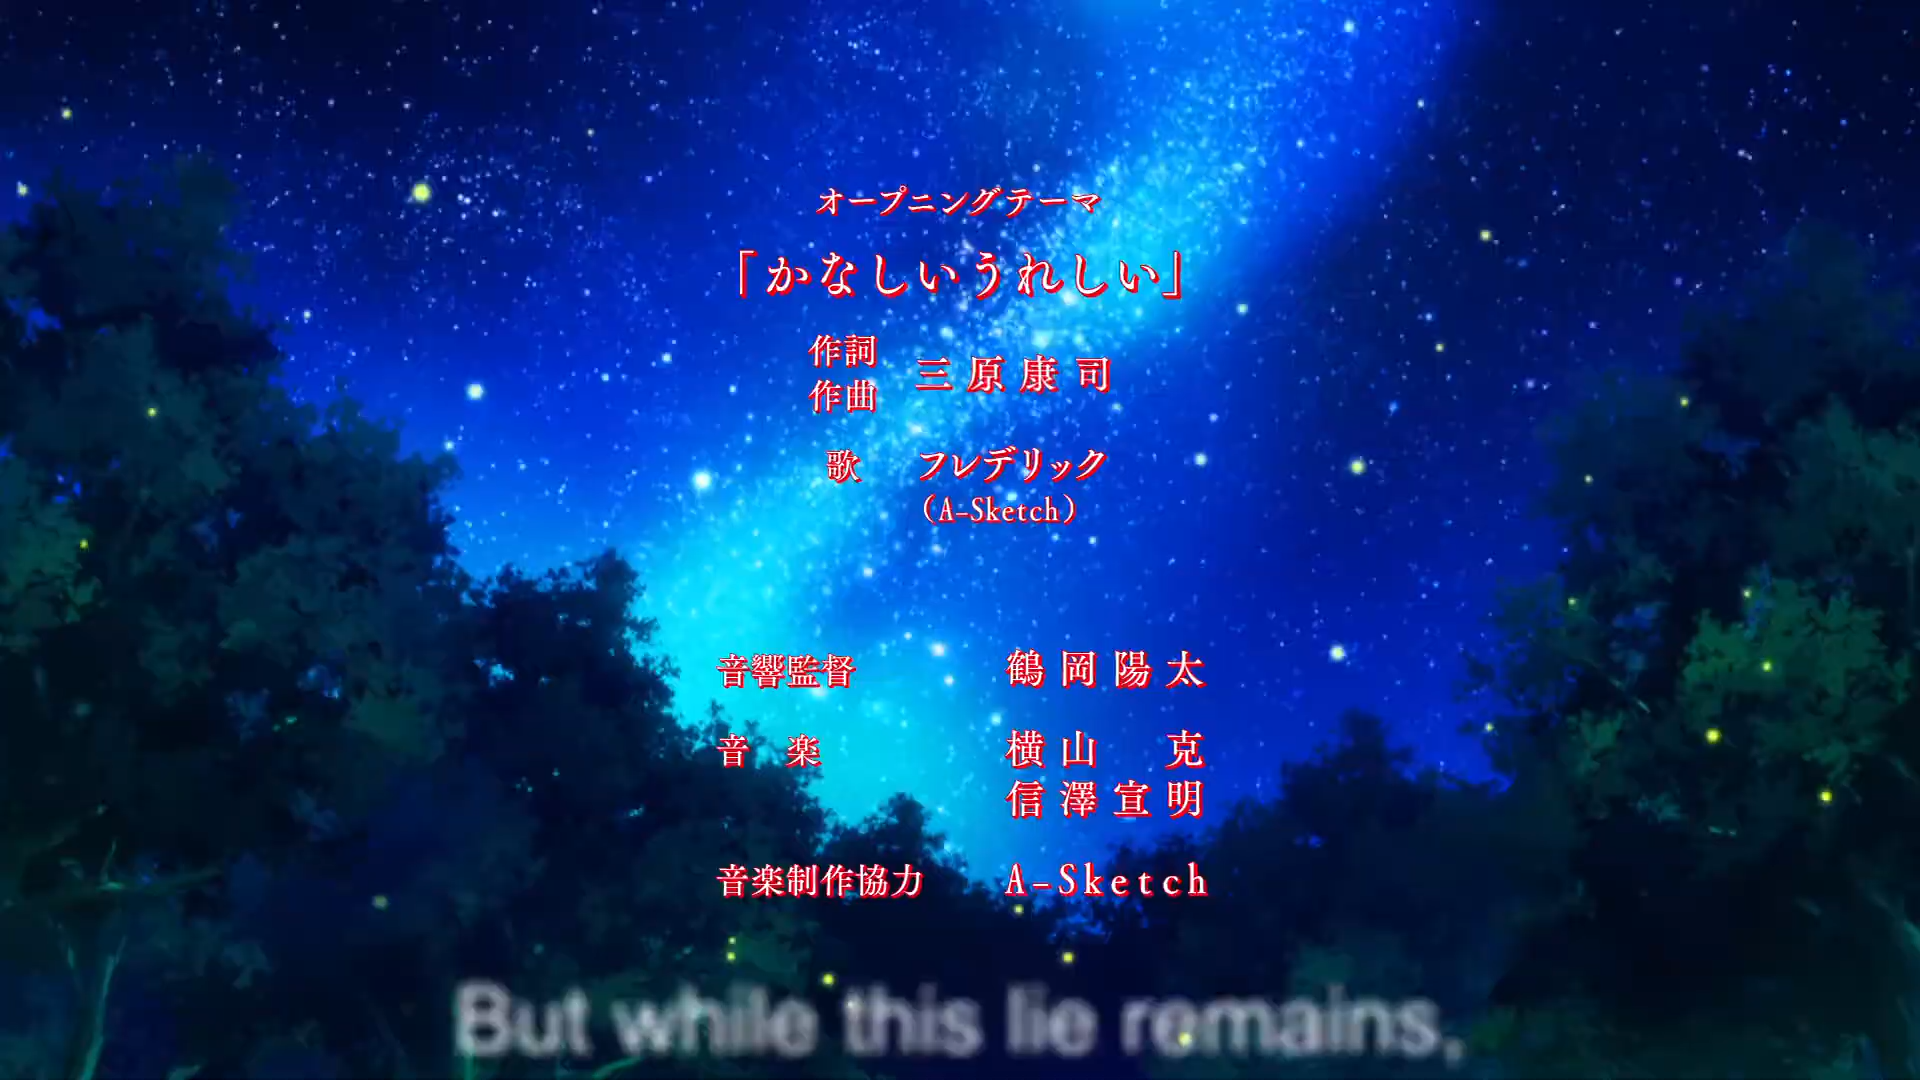 オープニングテーマ
「かなしいうれしい」
作詞
作曲 三原康司
歌 フレデリック
（A-Sketch）
音響監督 鶴岡陽太
音楽 横山克
信澤宣明
音楽制作協力 A-Sketch
But while this lie remains,